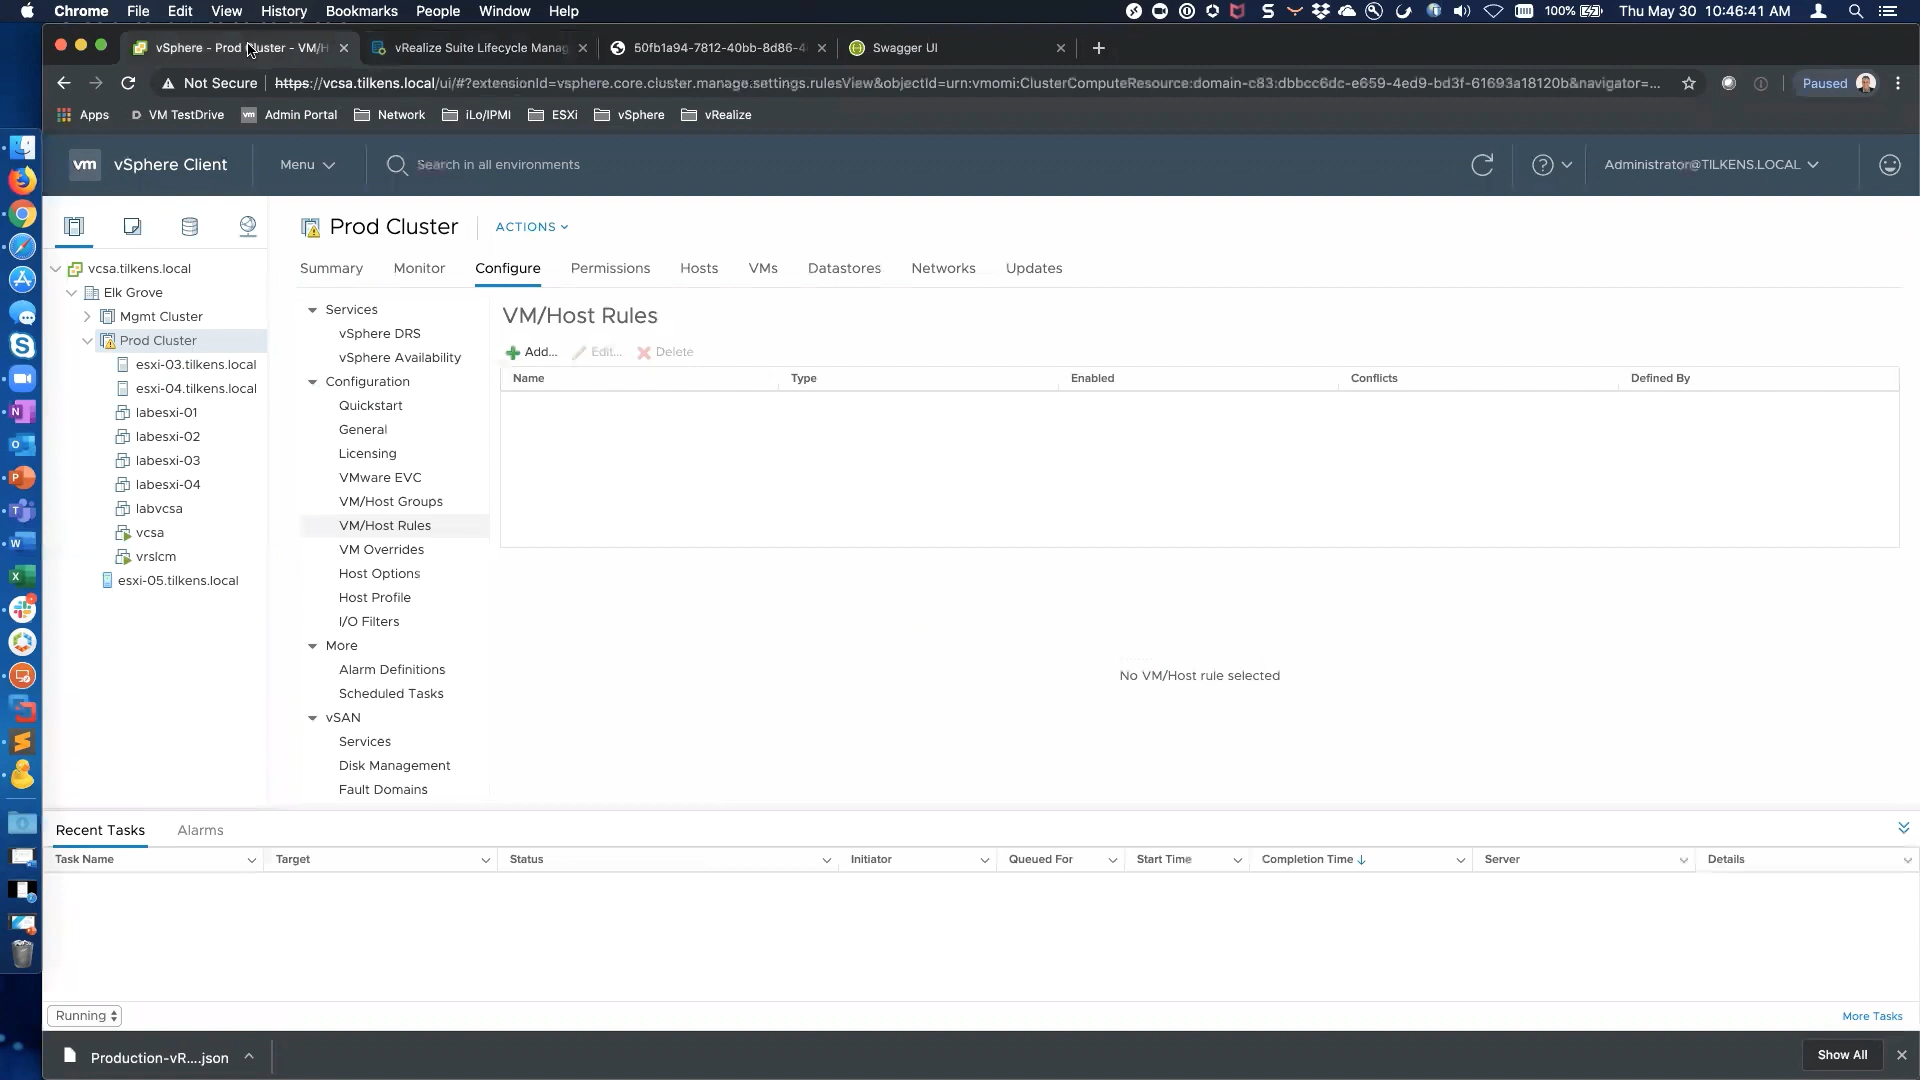 Chrome File Edit View History Bookmarks People Window Help 100% Thu May 30 10:46:41 AM
vSphere - Prod Cluster - VM/H
vRealize Suite Lifecycle Manag
50fb1a94-7812-40bb-8d86-4
Swagger UI
Not Secure https://vcsa.tilkens.local/ui/#?extensionId=vsphere.core.cluster.manage.settings.rulesView&objectId=urn:vmomi:ClusterComputeResource:domain-c83:dbbcc6dc-e659-4ed9-bd3f-61693a18120b&navigator=... Paused
Apps VM TestDrive Admin Portal Network iLo/IPMI ESXi vSphere vRealize
vm vSphere Client Menu Search in all environments Administrator@TILKENS.LOCAL
Prod Cluster ACTIONS
Summary Monitor Configure Permissions Hosts VMs Datastores Networks Updates
vcsa.tilkens.local
Elk Grove
Mgmt Cluster
Prod Cluster
esxi-03.tilkens.local
esxi-04.tilkens.local
labesxi-01
labesxi-02
labesxi-03
labesxi-04
labvcsa
vcsa
vrslcm
esxi-05.tilkens.local
Services
vSphere DRS
vSphere Availability
Configuration
Quickstart
General
Licensing
VMware EVC
VM/Host Groups
VM/Host Rules
VM Overrides
Host Options
Host Profile
I/O Filters
More
Alarm Definitions
Scheduled Tasks
vSAN
Services
Disk Management
Fault Domains
VM/Host Rules
Add... Edit... Delete
Name Type Enabled Conflicts Defined By
No VM/Host rule selected
Recent Tasks Alarms
Task Name Target Status Initiator Queued For Start Time Completion Time Server Details
Running More Tasks
Production-vR....json Show All